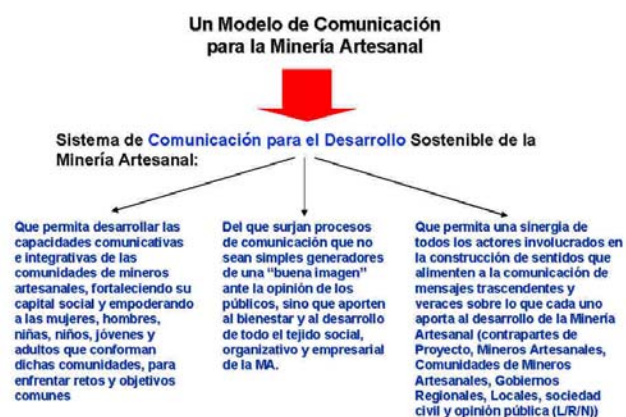 Un Modelo de Comunicación
para la Minería Artesanal
Sistema de Comunicación para el Desarrollo Sostenible de la
Minería Artesanal:
Que permita desarrollar las
capacidades comunicativas
e integrativas de las
comunidades de mineros
artesanales, fortaleciendo su
capital social y empoderando
a las mujeres, hombres,
niñas, niños, jóvenes y
adultos que conforman
dichas comunidades, para
enfrentar retos y objetivos
comunes
Del que surjan procesos
de comunicación que no
sean simples generadores
de una “buena imagen”
ante la opinión de los
públicos, sino que aporten
al bienestar y al desarrollo
de todo el tejido social,
organizativo y empresarial
de la MA.
Que permita una sinergia de
todos los actores involucrados en
la construcción de sentidos que
alimenten a la comunicación de
mensajes trascendentes y
veraces sobre lo que cada uno
aporta al desarrollo de la Minería
Artesanal (contrapartes de
Proyecto, Mineros Artesanales,
Comunidades de Mineros
Artesanales, Gobiernos
Regionales, Locales, sociedad
civil y opinión pública (L/R/N))